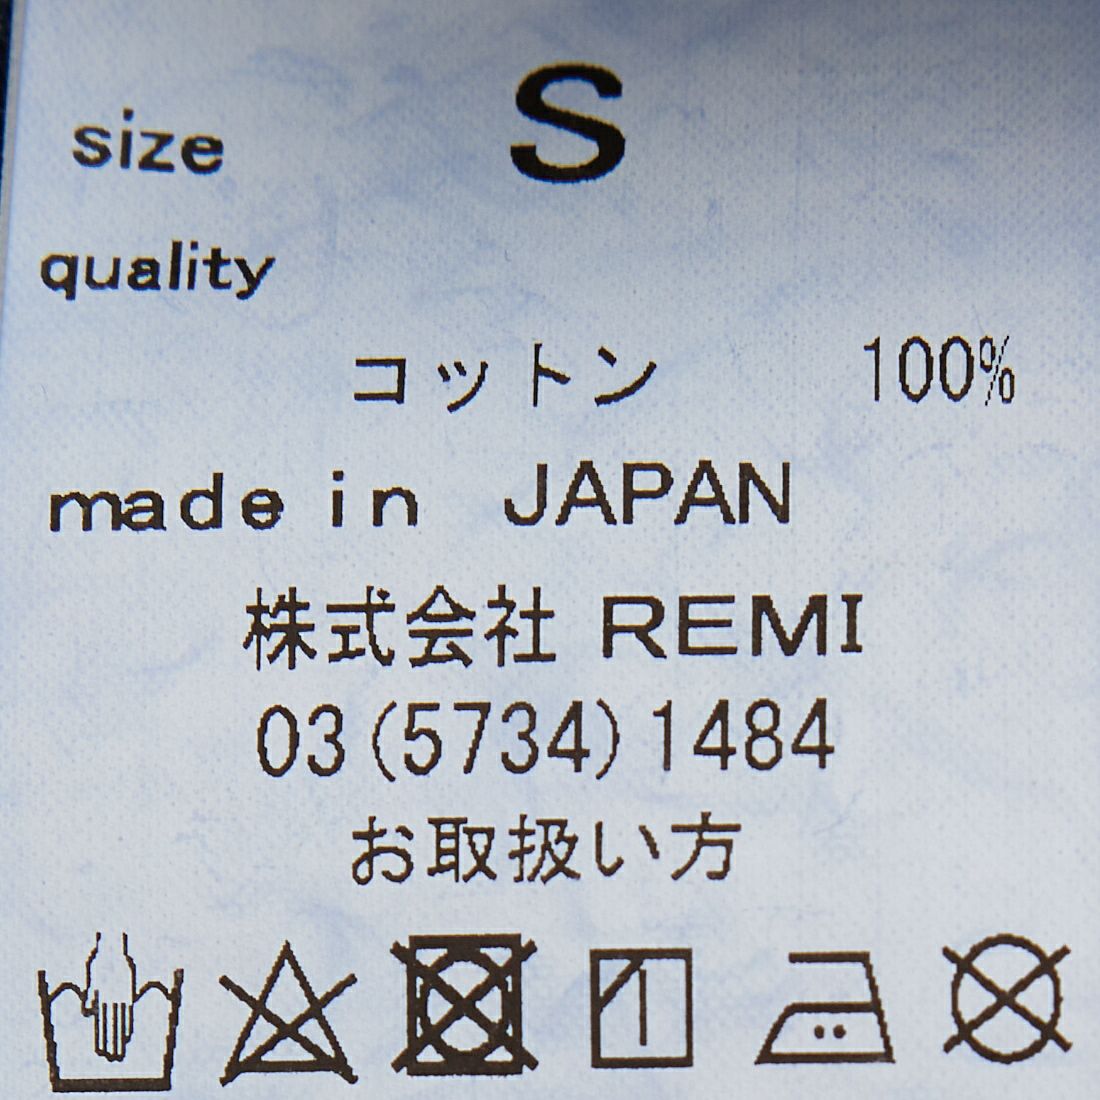 size S
quality
コットン 100%
made in JAPAN
株式会社 REMI
03(5734)1484
お取扱い方